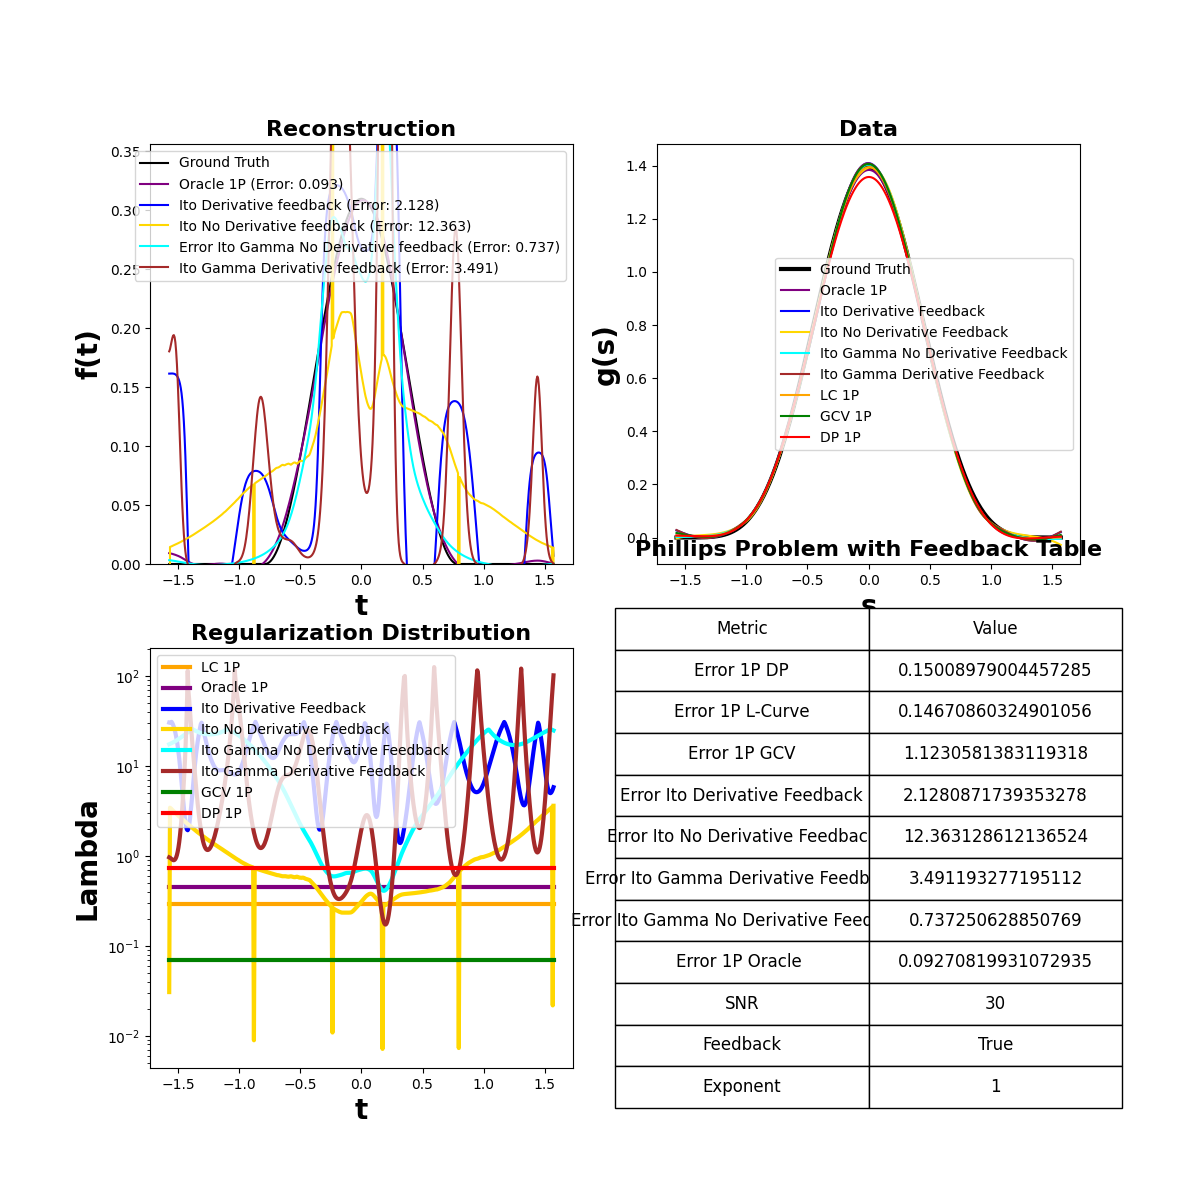 Reconstruction
f(t)
0.35
0.30
0.25
0.20
0.15
0.10
0.05
0.00
Ground Truth
Oracle 1P (Error: 0.093)
Ito Derivative feedback (Error: 2.128)
Ito No Derivative feedback (Error: 12.363)
Error Ito Gamma No Derivative feedback (Error: 0.737)
Ito Gamma Derivative feedback (Error: 3.491)
−1.5 −1.0 −0.5 0.0 0.5 1.0 1.5
t
Data
g(s)
1.4
1.2
1.0
0.8
0.6
0.4
0.2
0.0
Ground Truth
Oracle 1P
Ito Derivative Feedback
Ito No Derivative Feedback
Ito Gamma No Derivative Feedback
Ito Gamma Derivative Feedback
LC 1P
GCV 1P
DP 1P
−1.5 −1.0 −0.5 0.0 0.5 1.0 1.5
s
Regularization Distribution
Lambda
10²
10¹
10⁰
10⁻¹
10⁻²
LC 1P
Oracle 1P
Ito Derivative Feedback
Ito No Derivative Feedback
Ito Gamma No Derivative Feedback
Ito Gamma Derivative Feedback
GCV 1P
DP 1P
−1.5 −1.0 −0.5 0.0 0.5 1.0 1.5
t
Phillips Problem with Feedback Table
Metric Value
Error 1P DP 0.15008979004457285
Error 1P L-Curve 0.14670860324901056
Error 1P GCV 1.1230581383119318
Error Ito Derivative Feedback 2.1280871739353278
Error Ito No Derivative Feedbac 12.363128612136524
Error Ito Gamma Derivative Feedb 3.491193277195112
Error Ito Gamma No Derivative Feec 0.737250628850769
Error 1P Oracle 0.09270819931072935
SNR 30
Feedback True
Exponent 1